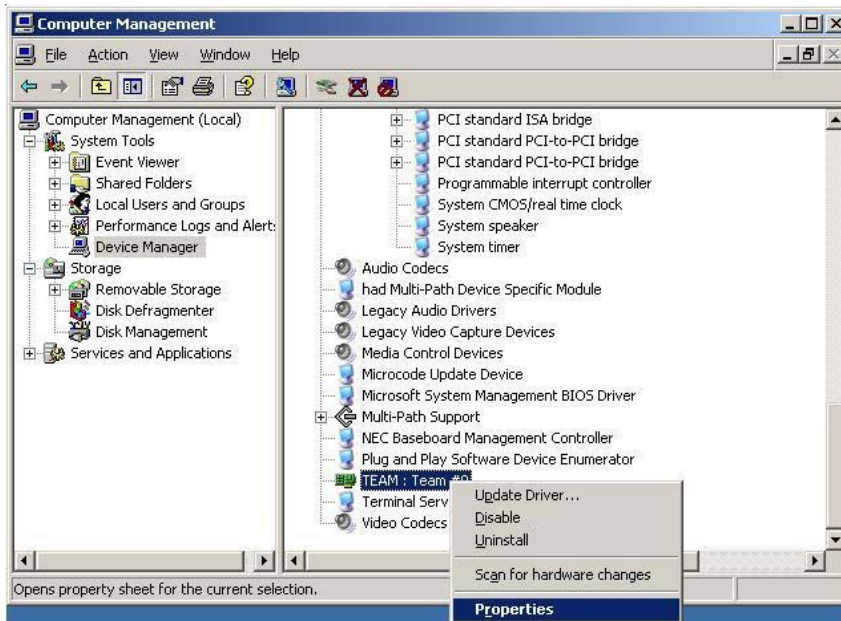 Computer Management
File Action View Window Help
Computer Management (Local)
System Tools
Event Viewer
Shared Folders
Local Users and Groups
Performance Logs and Alert
Device Manager
Storage
Removable Storage
Disk Defragmenter
Disk Management
Services and Applications
PCI standard ISA bridge
PCI standard PCI-to-PCI bridge
PCI standard PCI-to-PCI bridge
Programmable interrupt controller
System CMOS/real time clock
System speaker
System timer
Audio Codecs
had Multi-Path Device Specific Module
Legacy Audio Drivers
Legacy Video Capture Devices
Media Control Devices
Microcode Update Device
Microsoft System Management BIOS Driver
Multi-Path Support
NEC Baseboard Management Controller
Plug and Play Software Device Enumerator
TEAM : Team
Terminal Serv
Video Codecs
Update Driver...
Disable
Uninstall
Scan for hardware changes
Properties
Opens property sheet for the current selection.